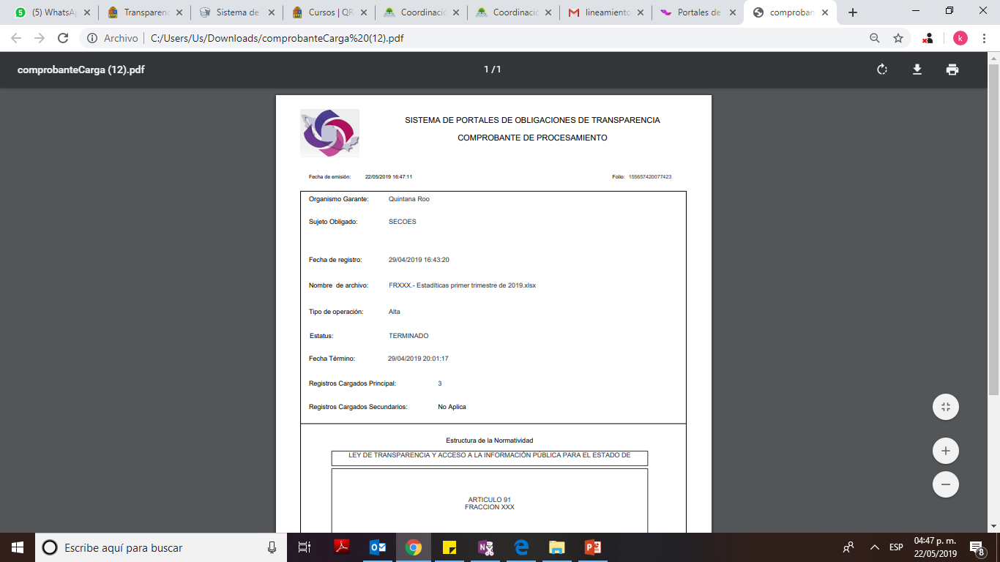 (5) WhatsAp
Transparenc
Sistema de
Cursos | QR
Coordinació
Coordinació
lineamiento
Portales de
comproban
Archivo
C:/Users/Us/Downloads/comprobanteCarga%20(12).pdf
k
comprobanteCarga (12).pdf
1 / 1
SISTEMA DE PORTALES DE OBLIGACIONES DE TRANSPARENCIA
COMPROBANTE DE PROCESAMIENTO
Fecha de emisión: 22/05/2019 16:47:11 Folio: 155657420077423
Organismo Garante: Quintana Roo
Sujeto Obligado: SECOES
Fecha de registro: 29/04/2019 16:43:20
Nombre de archivo: FRXXX.- Estadíticas primer trimestre de 2019.xlsx
Tipo de operación: Alta
Estatus: TERMINADO
Fecha Término: 29/04/2019 20:01:17
Registros Cargados Principal: 3
Registros Cargados Secundarios: No Aplica
Estructura de la Normatividad
LEY DE TRANSPARENCIA Y ACCESO A LA INFORMACIÓN PÚBLICA PARA EL ESTADO DE
ARTICULO 91
FRACCION XXX
Escribe aquí para buscar
ESP
04:47 p. m.
22/05/2019
8